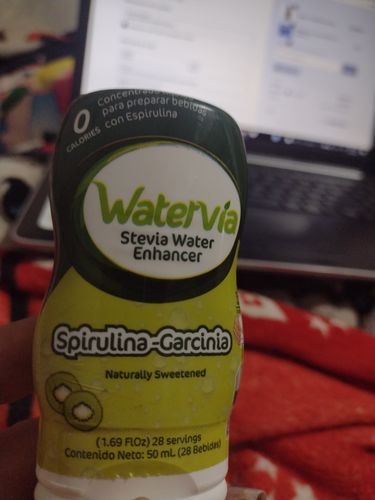 0
CALORIES
Concentrado
para preparar bebidas
con Espirulina
Watervia
Stevia Water
Enhancer
Spirulina-Garcinia
Naturally Sweetened
(1.69 FlOz) 28 servings
Contenido Neto: 50 mL (28 Bebidas)